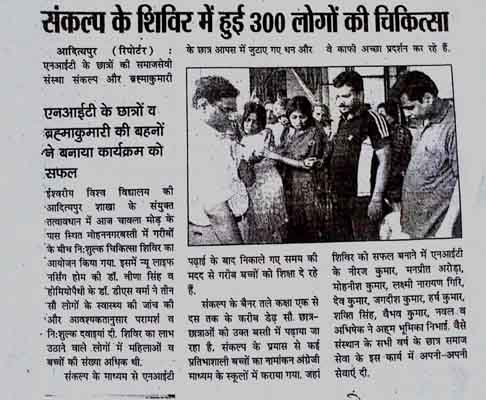 संकल्प के शिविर में हुई 300 लोगों की चिकित्सा
आदित्यपुर (रिपोर्टर) :
एनआईटी के छात्रों की समाजसेवी
संस्था संकल्प और ब्रह्माकुमारी
एनआईटी के छात्रों व
ब्रह्माकुमारी की बहनों
ने बनाया कार्यक्रम को
सफल
ईश्वरीय विश्व विद्यालय की
आदित्यपुर शाखा के संयुक्त
तत्वावधान में आज चावला मोड़ के
पास स्थित मोहननगरबस्ती में गरीबों
के बीच निःशुल्क चिकित्सा शिविर का
आयोजन किया गया. इसमें न्यू लाइफ
नर्सिंग होम की डॉ. वीणा सिंह व
होमियोपैथी के डॉ. डीएस वर्मा ने तीन
सौ लोगों के स्वास्थ्य की जांच की
और आवश्यकतानुसार परामर्श व
निःशुल्क दवाइयां दी. शिविर का लाभ
उठाने वाले लोगों में महिलाओं व
बच्चों की संख्या अधिक थी.
संकल्प के माध्यम से एनआईटी
के छात्र आपस में जुटाए गए धन और
पढ़ाई के बाद निकाले गए समय की
मदद से गरीब बच्चों को शिक्षा दे रहे
हैं.
संकल्प के बैनर तले कक्षा एक से
दस तक के करीब डेढ़ सौ छात्र-
छात्राओं को उक्त बस्ती में पढ़ाया जा
रहा है. संकल्प के प्रयास से कई
प्रतिभाशाली बच्चों का नामांकन अंग्रेजी
माध्यम के स्कूलों में कराया गया. जहां
वे काफी अच्छा प्रदर्शन कर रहे हैं.
शिविर को सफल बनाने में एनआईटी
के नीरज कुमार, मनप्रीत अरोड़ा,
मोहनीश कुमार, लक्ष्मी नारायण गिरि,
देव कुमार, जगदीश कुमार, हर्ष कुमार,
शक्ति सिंह, वैभव कुमार, नवल व
अभिषेक ने अहम भूमिका निभाई. वैसे
संस्थान के सभी वर्ष के छात्र समाज
सेवा के इस कार्य में अपनी-अपनी
सेवाएं दी.